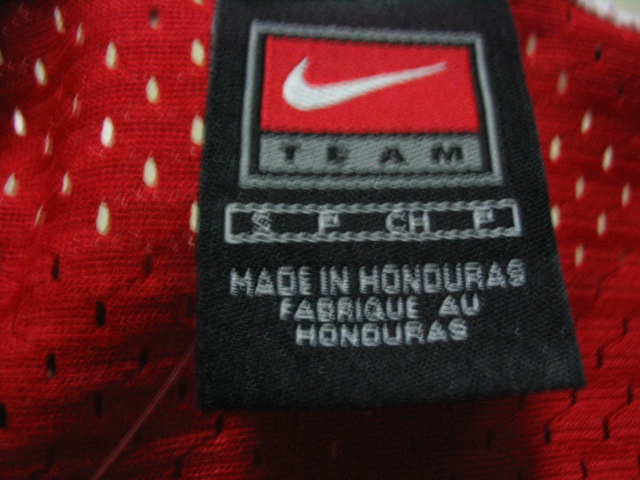 TEAM
S P CH P
MADE IN HONDURAS
FABRIQUE AU
HONDURAS